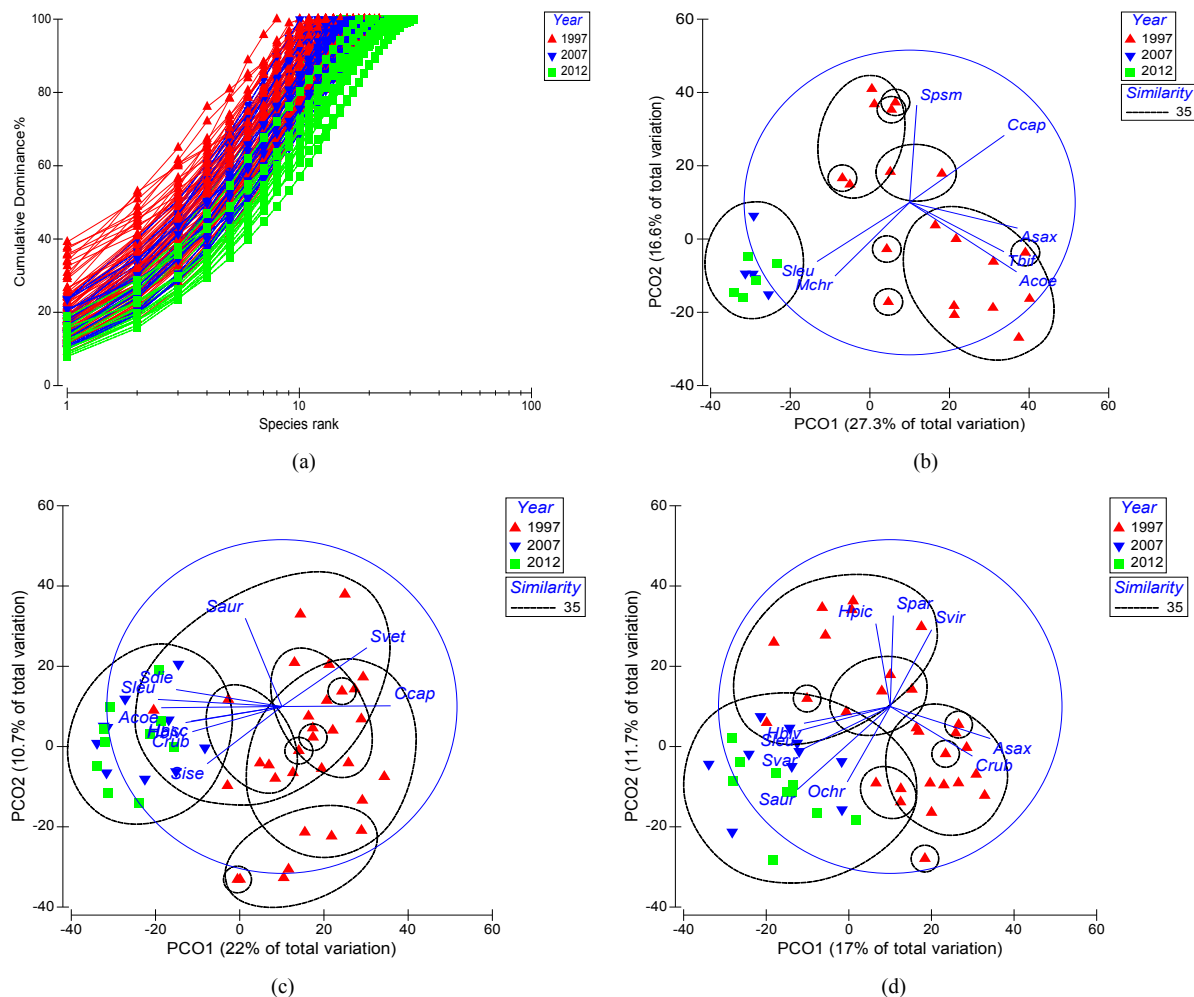 100
80
60
40
20
0
Cumulative Dominance%
1
10
100
Species rank
Year
1997
2007
2012
(a)
60
40
20
0
-20
-40
PCO2 (16.6% of total variation)
-40
-20
0
20
40
60
PCO1 (27.3% of total variation)
Spsm
Ccap
Asax
Tbif
Acoe
Sleu
Mchr
Year
1997
2007
2012
Similarity
35
(b)
60
40
20
0
-20
-40
PCO2 (10.7% of total variation)
-40
-20
0
20
40
60
PCO1 (22% of total variation)
Saur
Svet
Sdie
Sleu
Ccap
Acoe
Crub
Sise
Year
1997
2007
2012
Similarity
35
(c)
60
40
20
0
-20
-40
PCO2 (11.7% of total variation)
-40
-20
0
20
40
60
PCO1 (17% of total variation)
Hpic
Spar
Svir
Sleu
Asax
Svar
Crub
Saur
Ochr
Year
1997
2007
2012
Similarity
35
(d)